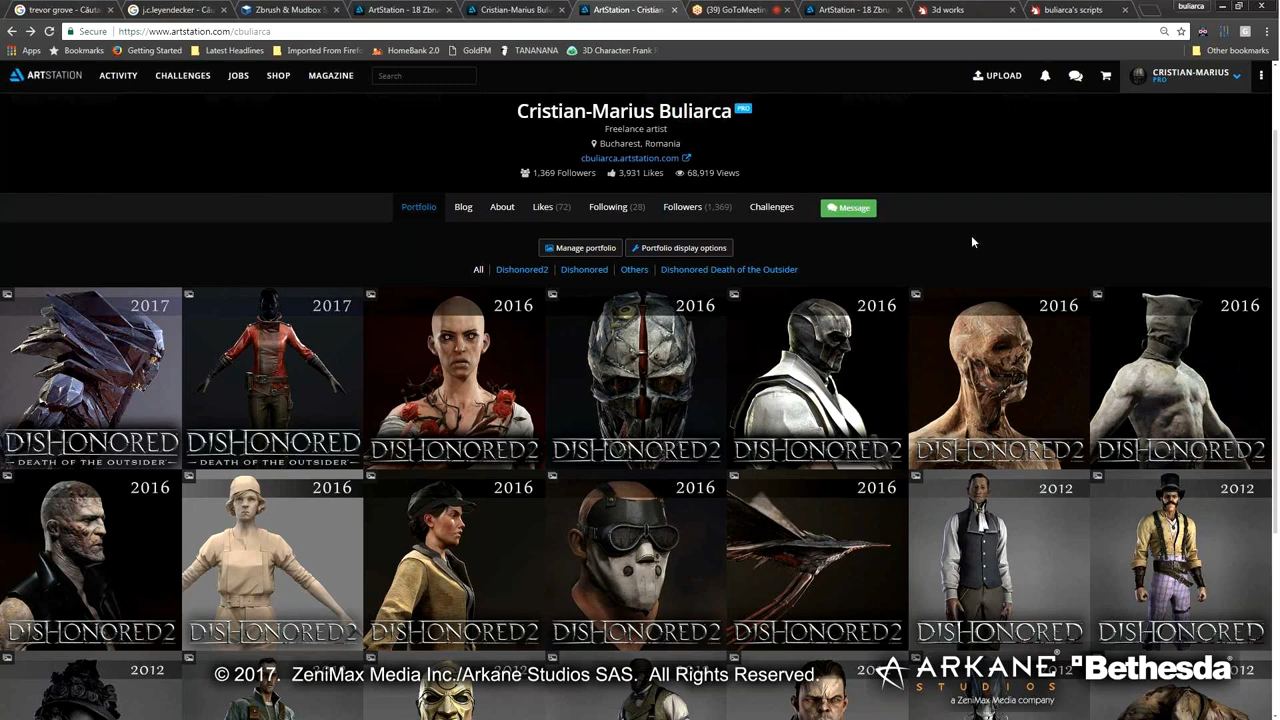 trevor grove - Cău
j.c.leyendecker - Cău
Zbrush & Mudbox S
ArtStation - 18 Zbru
Cristian-Marius Bulia
ArtStation - Cristian
(39) GoToMeetin
ArtStation - 18 Zbru
3d works
buliarca's scripts
buliarca
Secure https://www.artstation.com/cbuliarca
Apps Bookmarks Getting Started Latest Headlines Imported From Firef HomeBank 2.0 GoldFM TANANANA 3D Character: Frank F Other bookmarks
ARTSTATION ACTIVITY CHALLENGES JOBS SHOP MAGAZINE Search UPLOAD CRISTIAN-MARIUS
PRO
Cristian-Marius Buliarca PRO
Freelance artist
Bucharest, Romania
cbuliarca.artstation.com
1,369 Followers 3,931 Likes 68,919 Views
Portfolio Blog About Likes (72) Following (28) Followers (1,369) Challenges Message
Manage portfolio Portfolio display options
All Dishonored2 Dishonored Others Dishonored Death of the Outsider
2017 2017 2016 2016 2016 2016 2016
DISHONORED DISHONORED DISHONORED2 DISHONORED2 DISHONORED2 DISHONORED2 DISHONORED2
DEATH OF THE OUTSIDER DEATH OF THE OUTSIDER
2016 2016 2016 2016 2016 2012 2012
DISHONORED2 DISHONORED2 DISHONORED2 DISHONORED2 DISHONORED2 DISHONORED DISHONORED
2012
© 2017. ZeniMax Media Inc./Arkane Studios SAS. All Rights Reserved.
ARKANE® Bethesda®
STUDIOS
a ZeniMax Media company